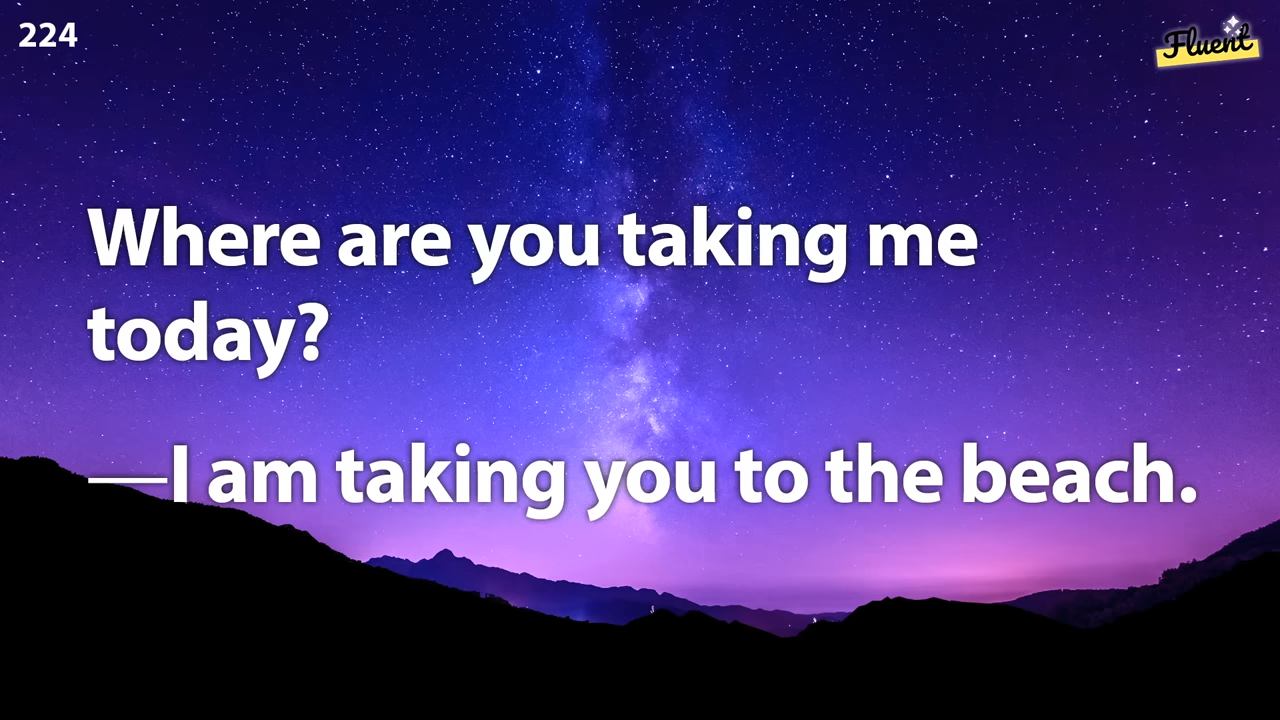 224
Fluent
Where are you taking me
today?
—I am taking you to the beach.